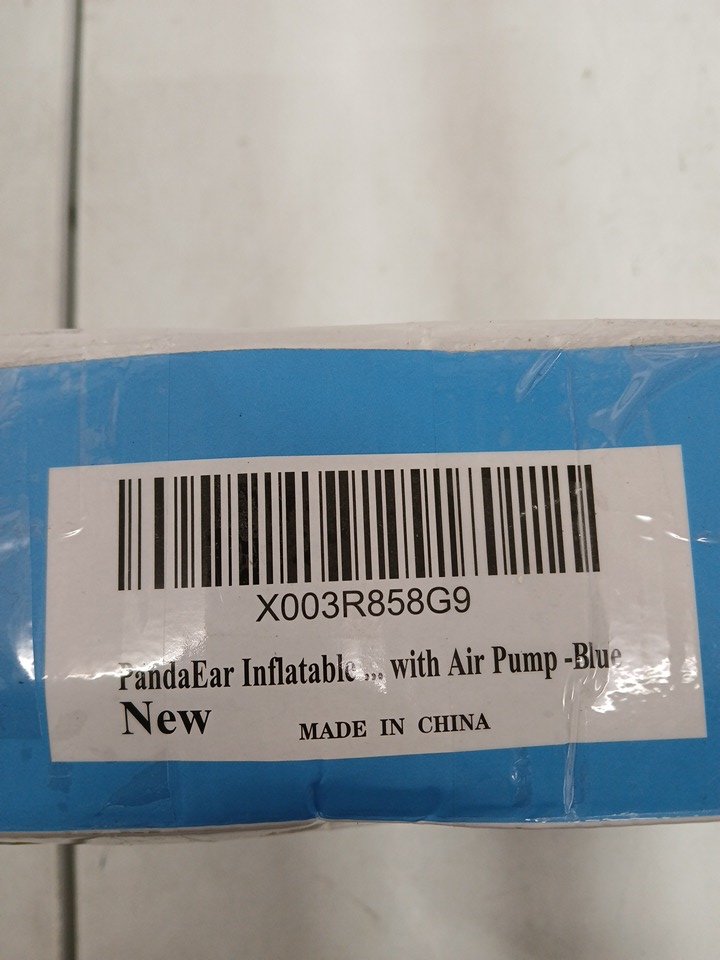 X003R858G9
PandaEar Inflatable ... with Air Pump -Blue
New
MADE IN CHINA